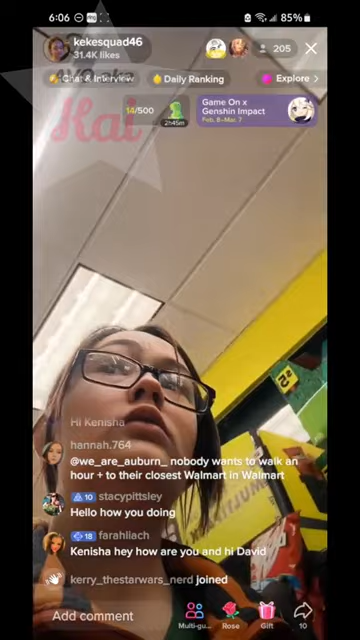 6:06
85%
kekesquad46
31.4K likes
205
Chat & Interview
Daily Ranking
Explore >
Kai
14/500
2h45m
Game On x
Genshin Impact
Feb. 8–Mar. 7
$5
Hi Kenisha
hannah.764
@we_are_auburn_ nobody wants to walk an
hour + to their closest Walmart in Walmart
10 stacypittsley
Hello how you doing
18 farahliach
Kenisha hey how are you and hi David
kerry_thestarwars_nerd joined
Add comment
Multi-gu...
Rose
Gift
10